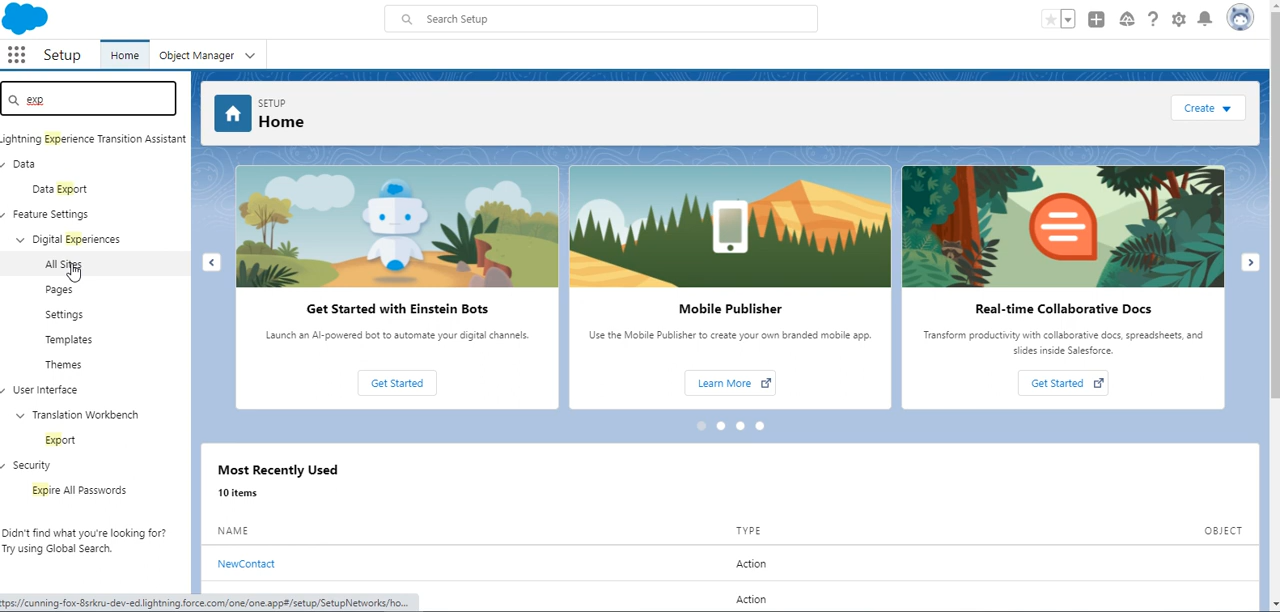 Search Setup
Setup
Home
Object Manager
exp
Lightning Experience Transition Assistant
Data
Data Export
Feature Settings
Digital Experiences
All Sites
Pages
Settings
Templates
Themes
User Interface
Translation Workbench
Export
Security
Expire All Passwords
Didn't find what you're looking for?
Try using Global Search.
SETUP
Home
Create
Get Started with Einstein Bots
Launch an AI-powered bot to automate your digital channels.
Get Started
Mobile Publisher
Use the Mobile Publisher to create your own branded mobile app.
Learn More
Real-time Collaborative Docs
Transform productivity with collaborative docs, spreadsheets, and
slides inside Salesforce.
Get Started
Most Recently Used
10 items
NAME TYPE OBJECT
NewContact Action
Action
ttps://cunning-fox-8srkru-dev-ed.lightning.force.com/one/one.app#/setup/SetupNetworks/ho...